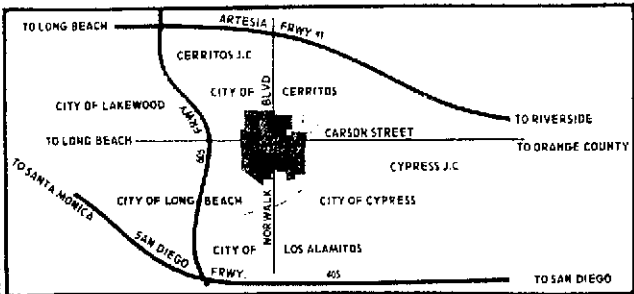 TO LONG BEACH
ARTESIA FRWY 91
CERRITOS J.C
CITY OF CERRITOS
BLVD
CITY OF LAKEWOOD
FRWY
TO RIVERSIDE
CARSON STREET
TO LONG BEACH
605
TO ORANGE COUNTY
CYPRESS J.C
TO SANTA MONICA
CITY OF LONG BEACH
NORWALK
CITY OF CYPRESS
SAN DIEGO
CITY OF LOS ALAMITOS
FRWY.
405
TO SAN DIEGO